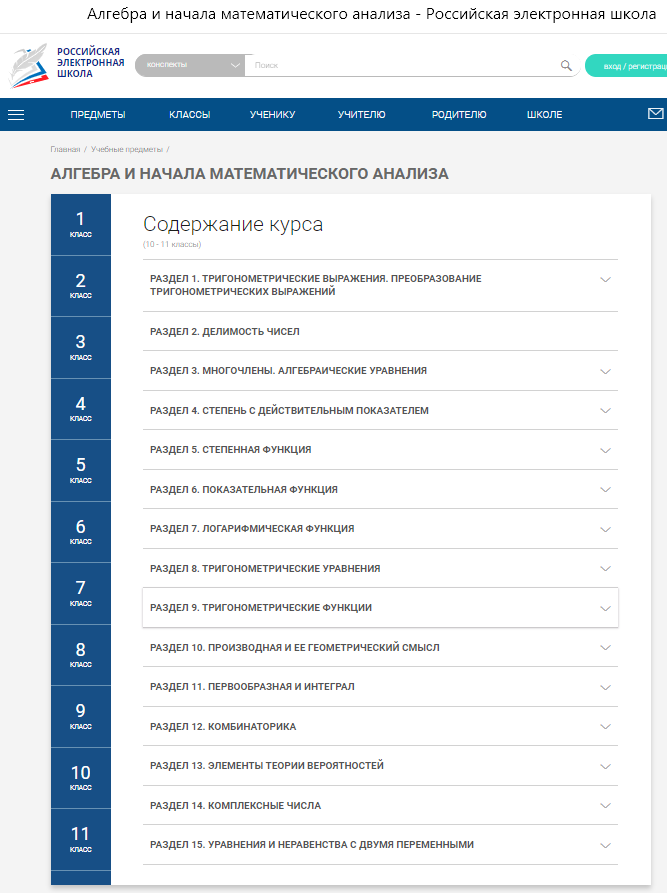 Алгебра и начала математического анализа - Российская электронная школа
РОССИЙСКАЯ
ЭЛЕКТРОННАЯ
ШКОЛА
КОНСПЕКТЫ
Поиск
ВХОД / РЕГИСТРАЦ
ПРЕДМЕТЫ КЛАССЫ УЧЕНИКУ УЧИТЕЛЮ РОДИТЕЛЮ ШКОЛЕ
Главная / Учебные предметы /
АЛГЕБРА И НАЧАЛА МАТЕМАТИЧЕСКОГО АНАЛИЗА
1
КЛАСС
2
КЛАСС
3
КЛАСС
4
КЛАСС
5
КЛАСС
6
КЛАСС
7
КЛАСС
8
КЛАСС
9
КЛАСС
10
КЛАСС
11
КЛАСС
Содержание курса
(10 - 11 классы)
РАЗДЕЛ 1. ТРИГОНОМЕТРИЧЕСКИЕ ВЫРАЖЕНИЯ. ПРЕОБРАЗОВАНИЕ
ТРИГОНОМЕТРИЧЕСКИХ ВЫРАЖЕНИЙ
РАЗДЕЛ 2. ДЕЛИМОСТЬ ЧИСЕЛ
РАЗДЕЛ 3. МНОГОЧЛЕНЫ. АЛГЕБРАИЧЕСКИЕ УРАВНЕНИЯ
РАЗДЕЛ 4. СТЕПЕНЬ С ДЕЙСТВИТЕЛЬНЫМ ПОКАЗАТЕЛЕМ
РАЗДЕЛ 5. СТЕПЕННАЯ ФУНКЦИЯ
РАЗДЕЛ 6. ПОКАЗАТЕЛЬНАЯ ФУНКЦИЯ
РАЗДЕЛ 7. ЛОГАРИФМИЧЕСКАЯ ФУНКЦИЯ
РАЗДЕЛ 8. ТРИГОНОМЕТРИЧЕСКИЕ УРАВНЕНИЯ
РАЗДЕЛ 9. ТРИГОНОМЕТРИЧЕСКИЕ ФУНКЦИИ
РАЗДЕЛ 10. ПРОИЗВОДНАЯ И ЕЕ ГЕОМЕТРИЧЕСКИЙ СМЫСЛ
РАЗДЕЛ 11. ПЕРВООБРАЗНАЯ И ИНТЕГРАЛ
РАЗДЕЛ 12. КОМБИНАТОРИКА
РАЗДЕЛ 13. ЭЛЕМЕНТЫ ТЕОРИИ ВЕРОЯТНОСТЕЙ
РАЗДЕЛ 14. КОМПЛЕКСНЫЕ ЧИСЛА
РАЗДЕЛ 15. УРАВНЕНИЯ И НЕРАВЕНСТВА С ДВУМЯ ПЕРЕМЕННЫМИ